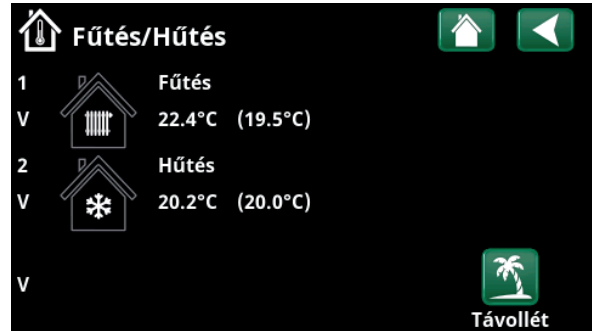 Fűtés/Hűtés
1 Fűtés
V 22.4°C (19.5°C)
2 Hűtés
V 20.2°C (20.0°C)
V
Távollét